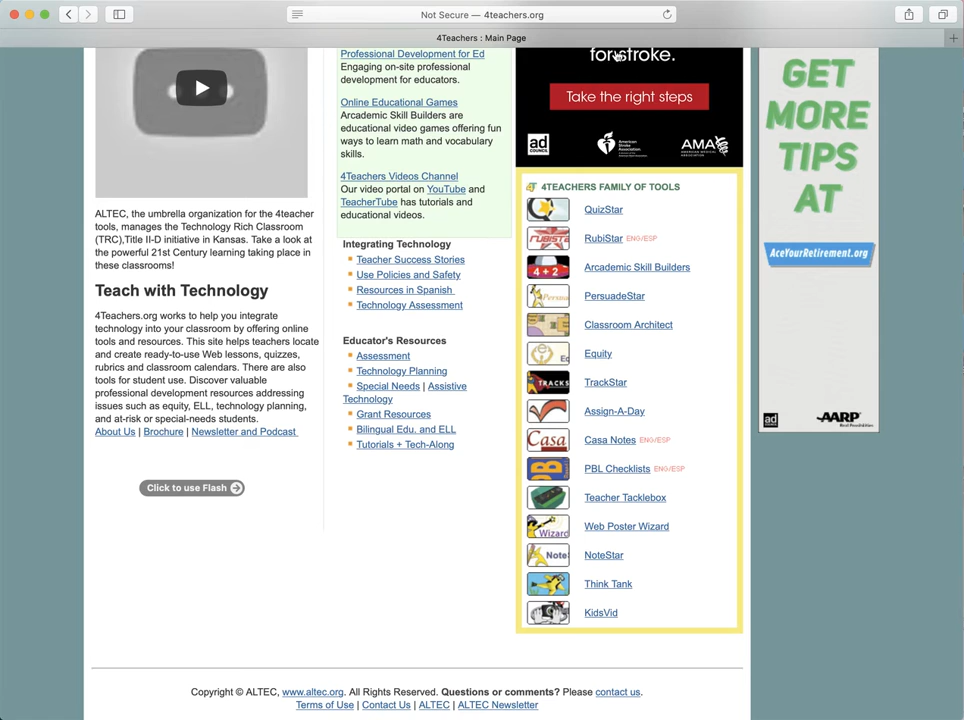 Not Secure — 4teachers.org
4Teachers : Main Page
ALTEC, the umbrella organization for the 4teacher
tools, manages the Technology Rich Classroom
(TRC),Title II-D initiative in Kansas. Take a look at
the powerful 21st Century learning taking place in
these classrooms!
Teach with Technology
4Teachers.org works to help you integrate
technology into your classroom by offering online
tools and resources. This site helps teachers locate
and create ready-to-use Web lessons, quizzes,
rubrics and classroom calendars. There are also
tools for student use. Discover valuable
professional development resources addressing
issues such as equity, ELL, technology planning,
and at-risk or special-needs students.
About Us | Brochure | Newsletter and Podcast
Click to use Flash
Professional Development for Ed
Engaging on-site professional
development for educators.
Online Educational Games
Arcademic Skill Builders are
educational video games offering fun
ways to learn math and vocabulary
skills.
4Teachers Videos Channel
Our video portal on YouTube and
TeacherTube has tutorials and
educational videos.
Integrating Technology
Teacher Success Stories
Use Policies and Safety
Resources in Spanish
Technology Assessment
Educator's Resources
Assessment
Technology Planning
Special Needs | Assistive
Technology
Grant Resources
Bilingual Edu. and ELL
Tutorials + Tech-Along
for stroke.
Take the right steps
ad
AMA
4T 4TEACHERS FAMILY OF TOOLS
QuizStar
RubiStar ENG/ESP
4+2 Arcademic Skill Builders
PersuadeStar
Classroom Architect
Equity
TRACKS TrackStar
Assign-A-Day
Casa Casa Notes ENG/ESP
PBL Checklists ENG/ESP
Teacher Tacklebox
Wizard Web Poster Wizard
Note NoteStar
Think Tank
KidsVid
GET
MORE
TIPS
AT
AceYourRetirement.org
ad
AARP
Copyright © ALTEC, www.altec.org. All Rights Reserved. Questions or comments? Please contact us.
Terms of Use | Contact Us | ALTEC | ALTEC Newsletter